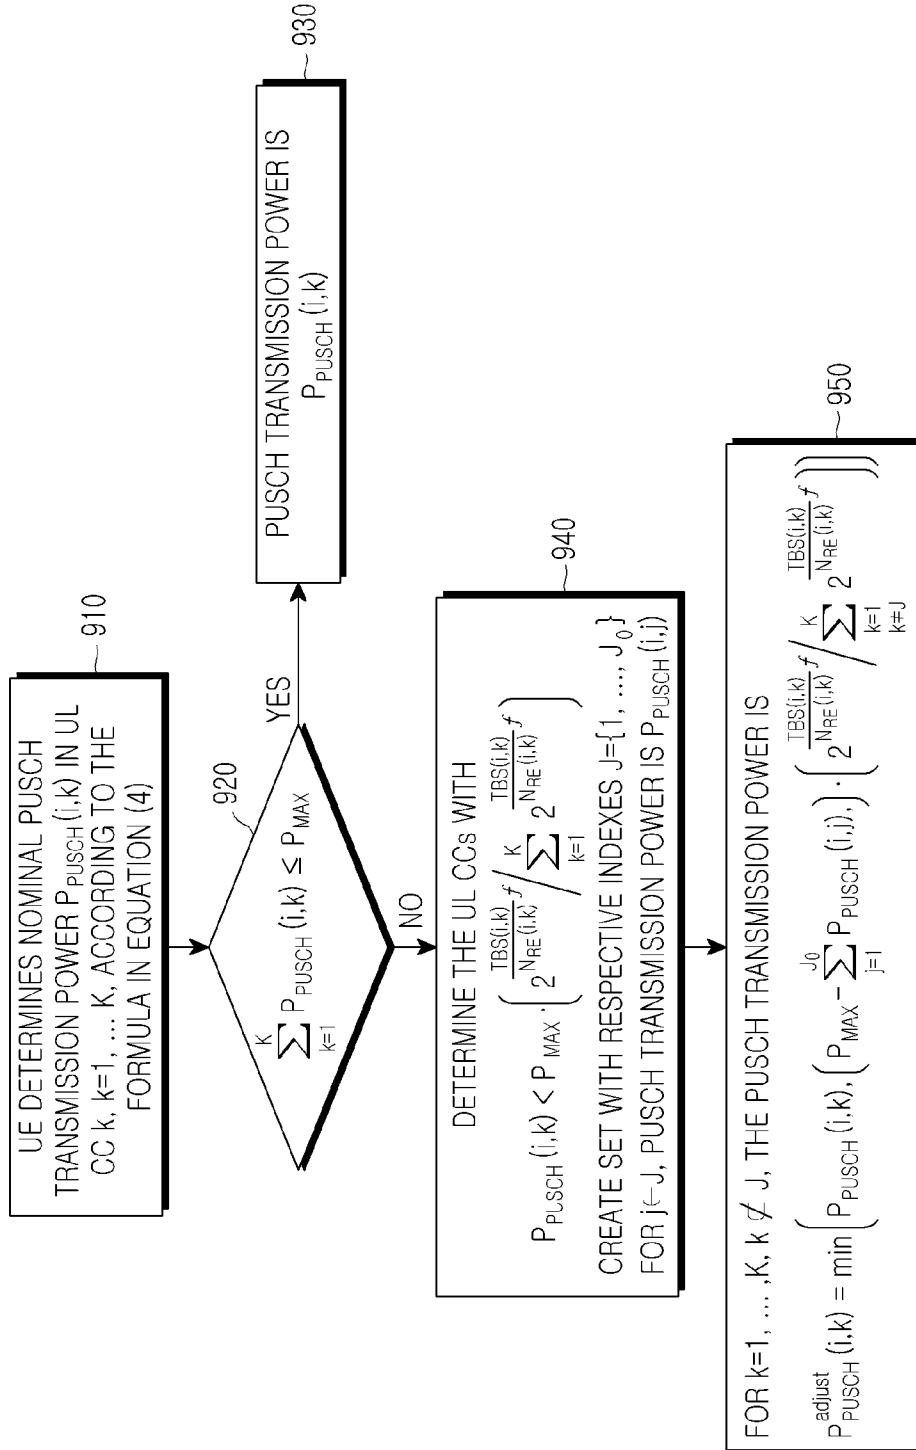 910
UE DETERMINES NOMINAL PUSCH
TRANSMISSION POWER P_PUSCH (i,k) IN UL
CC k, k=1, ... K, ACCORDING TO THE
FORMULA IN EQUATION (4)
920
∑_{k=1}^{K} P_PUSCH (i,k) ≤ P_MAX
YES
930
PUSCH TRANSMISSION POWER IS
P_PUSCH (i,k)
NO
940
DETERMINE THE UL CCs WITH
P_PUSCH (i,k) < P_MAX · ( 2^{\frac{TBS(i,k)}{N_RE (i,k)} f} / ∑_{k=1}^{K} 2^{\frac{TBS(i,k)}{N_RE (i,k)} f} )
CREATE SET WITH RESPECTIVE INDEXES J={1, ..., J_0}
FOR j⊂J, PUSCH TRANSMISSION POWER IS P_PUSCH (i,j)
950
FOR k=1, ... ,K, k ⊄ J, THE PUSCH TRANSMISSION POWER IS
P_PUSCH^adjust (i,k) = min ( P_PUSCH (i,k), ( P_MAX - ∑_{j=1}^{J_0} P_PUSCH (i,j), ) · ( 2^{\frac{TBS(i,k)}{N_RE (i,k)} f} / ∑_{k=1, k≠J}^{K} 2^{\frac{TBS(i,k)}{N_RE (i,k)} f} ) )